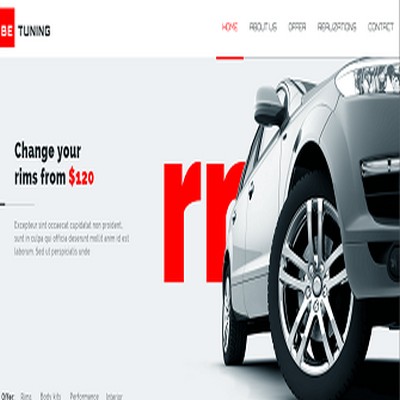 BE TUNING
HOME ABOUT US OFFER REALIZATIONS CONTACT
Change your
rims from $120
rr
Excepteur sint occaecat cupidatat non proident,
sunt in culpa qui officia deserunt mollit anim id est
laborum. Sed ut perspiciatis unde
Offer: Rims Body kits Performance Interior